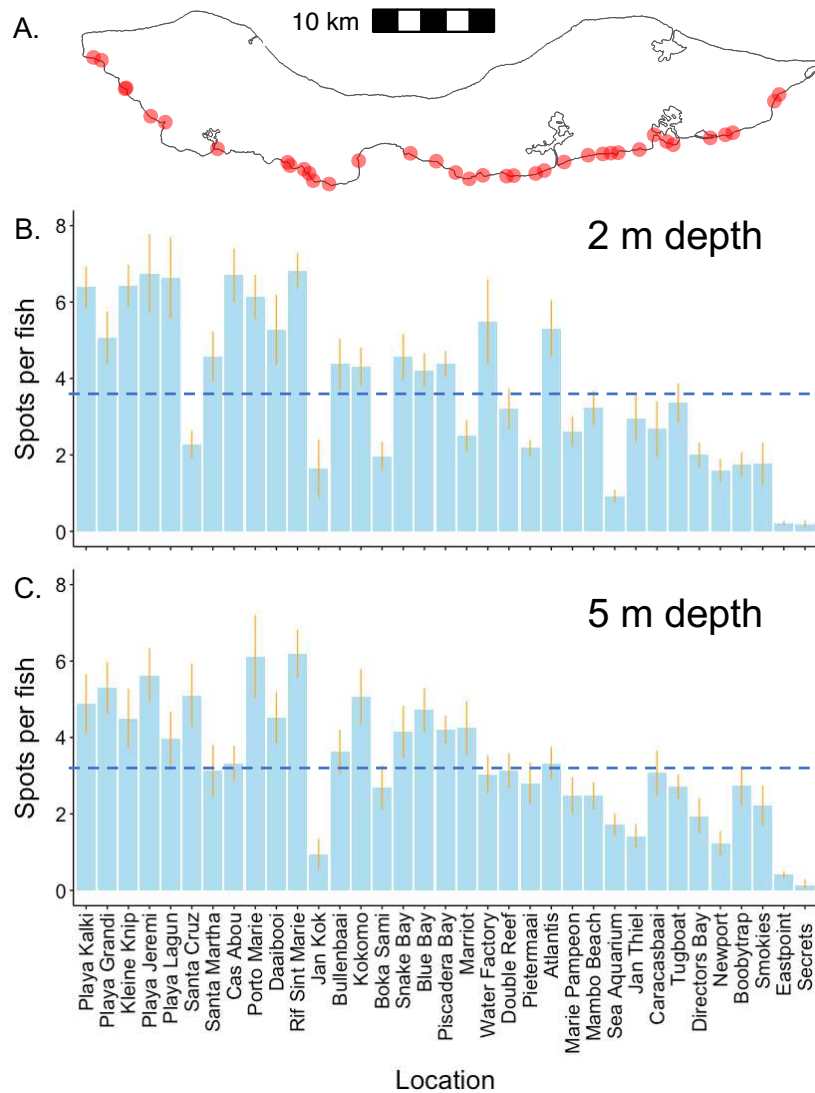 A.
10 km
B.
2 m depth
Spots per fish
8
6
4
2
0
C.
5 m depth
Spots per fish
8
6
4
2
0
Playa Kalki
Playa Grandi
Kleine Knip
Playa Jeremi
Playa Lagun
Santa Cruz
Santa Martha
Cas Abou
Porto Marie
Daaibooi
Rif Sint Marie
Jan Kok
Bullenbaai
Kokomo
Boka Sami
Snake Bay
Blue Bay
Piscadera Bay
Marriot
Water Factory
Double Reef
Pietermaai
Atlantis
Marie Pampeon
Mambo Beach
Sea Aquarium
Jan Thiel
Caracasbaai
Tugboat
Directors Bay
Newport
Boobytrap
Smokies
Eastpoint
Secrets
Location